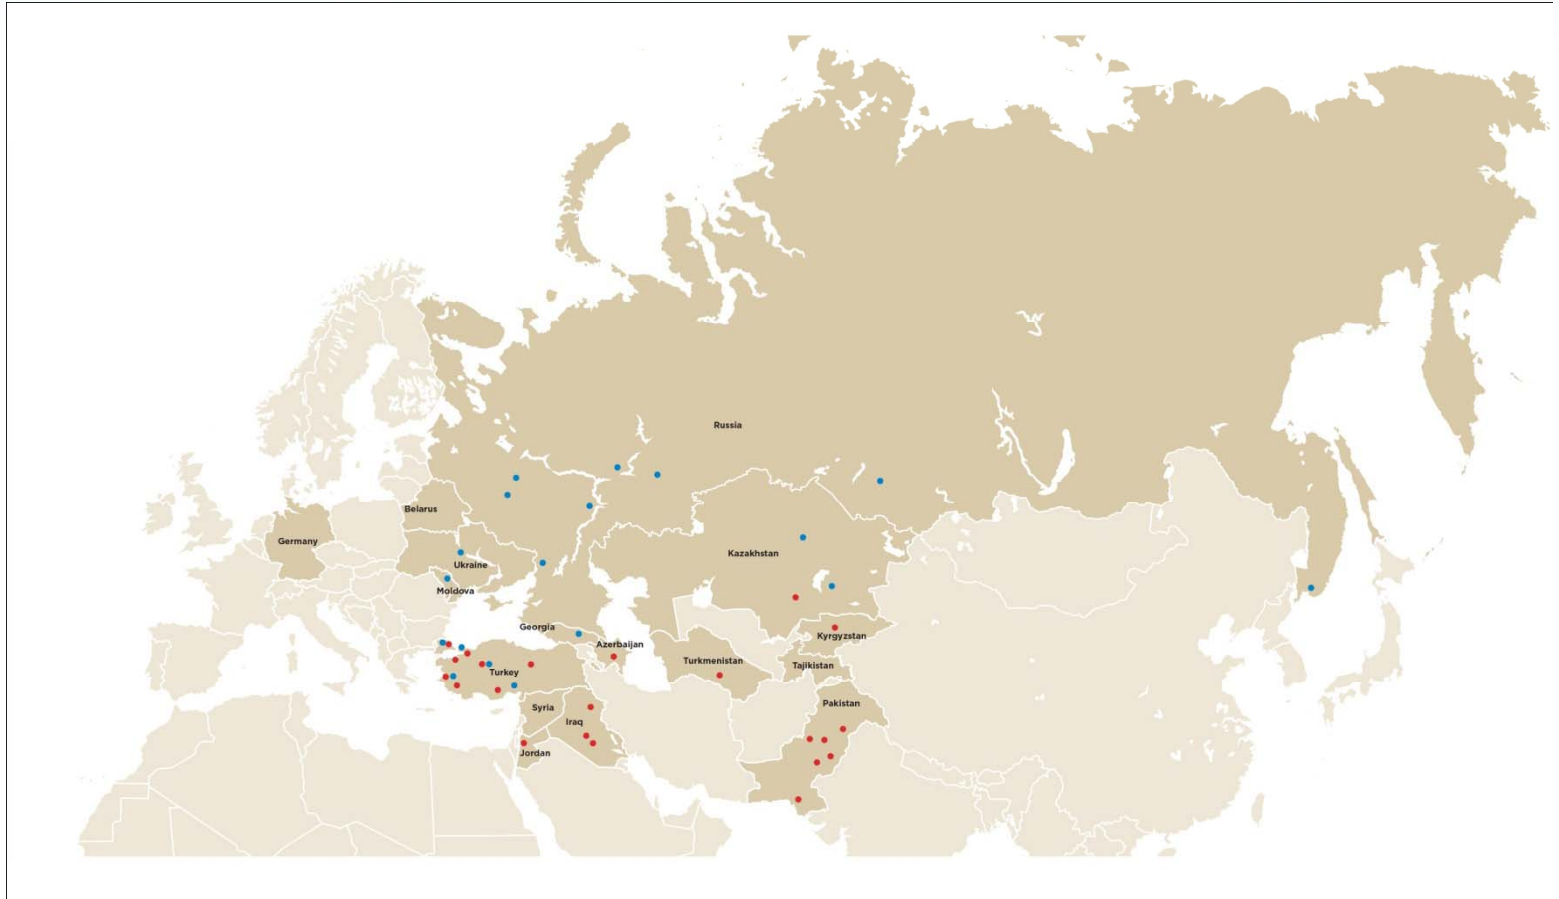 Russia
Belarus
Germany
Kazakhstan
Ukraine
Moldova
Georgia
Kyrgyzstan
Azerbaijan
Turkmenistan
Tajikistan
Turkey
Pakistan
Syria
Iraq
Jordan